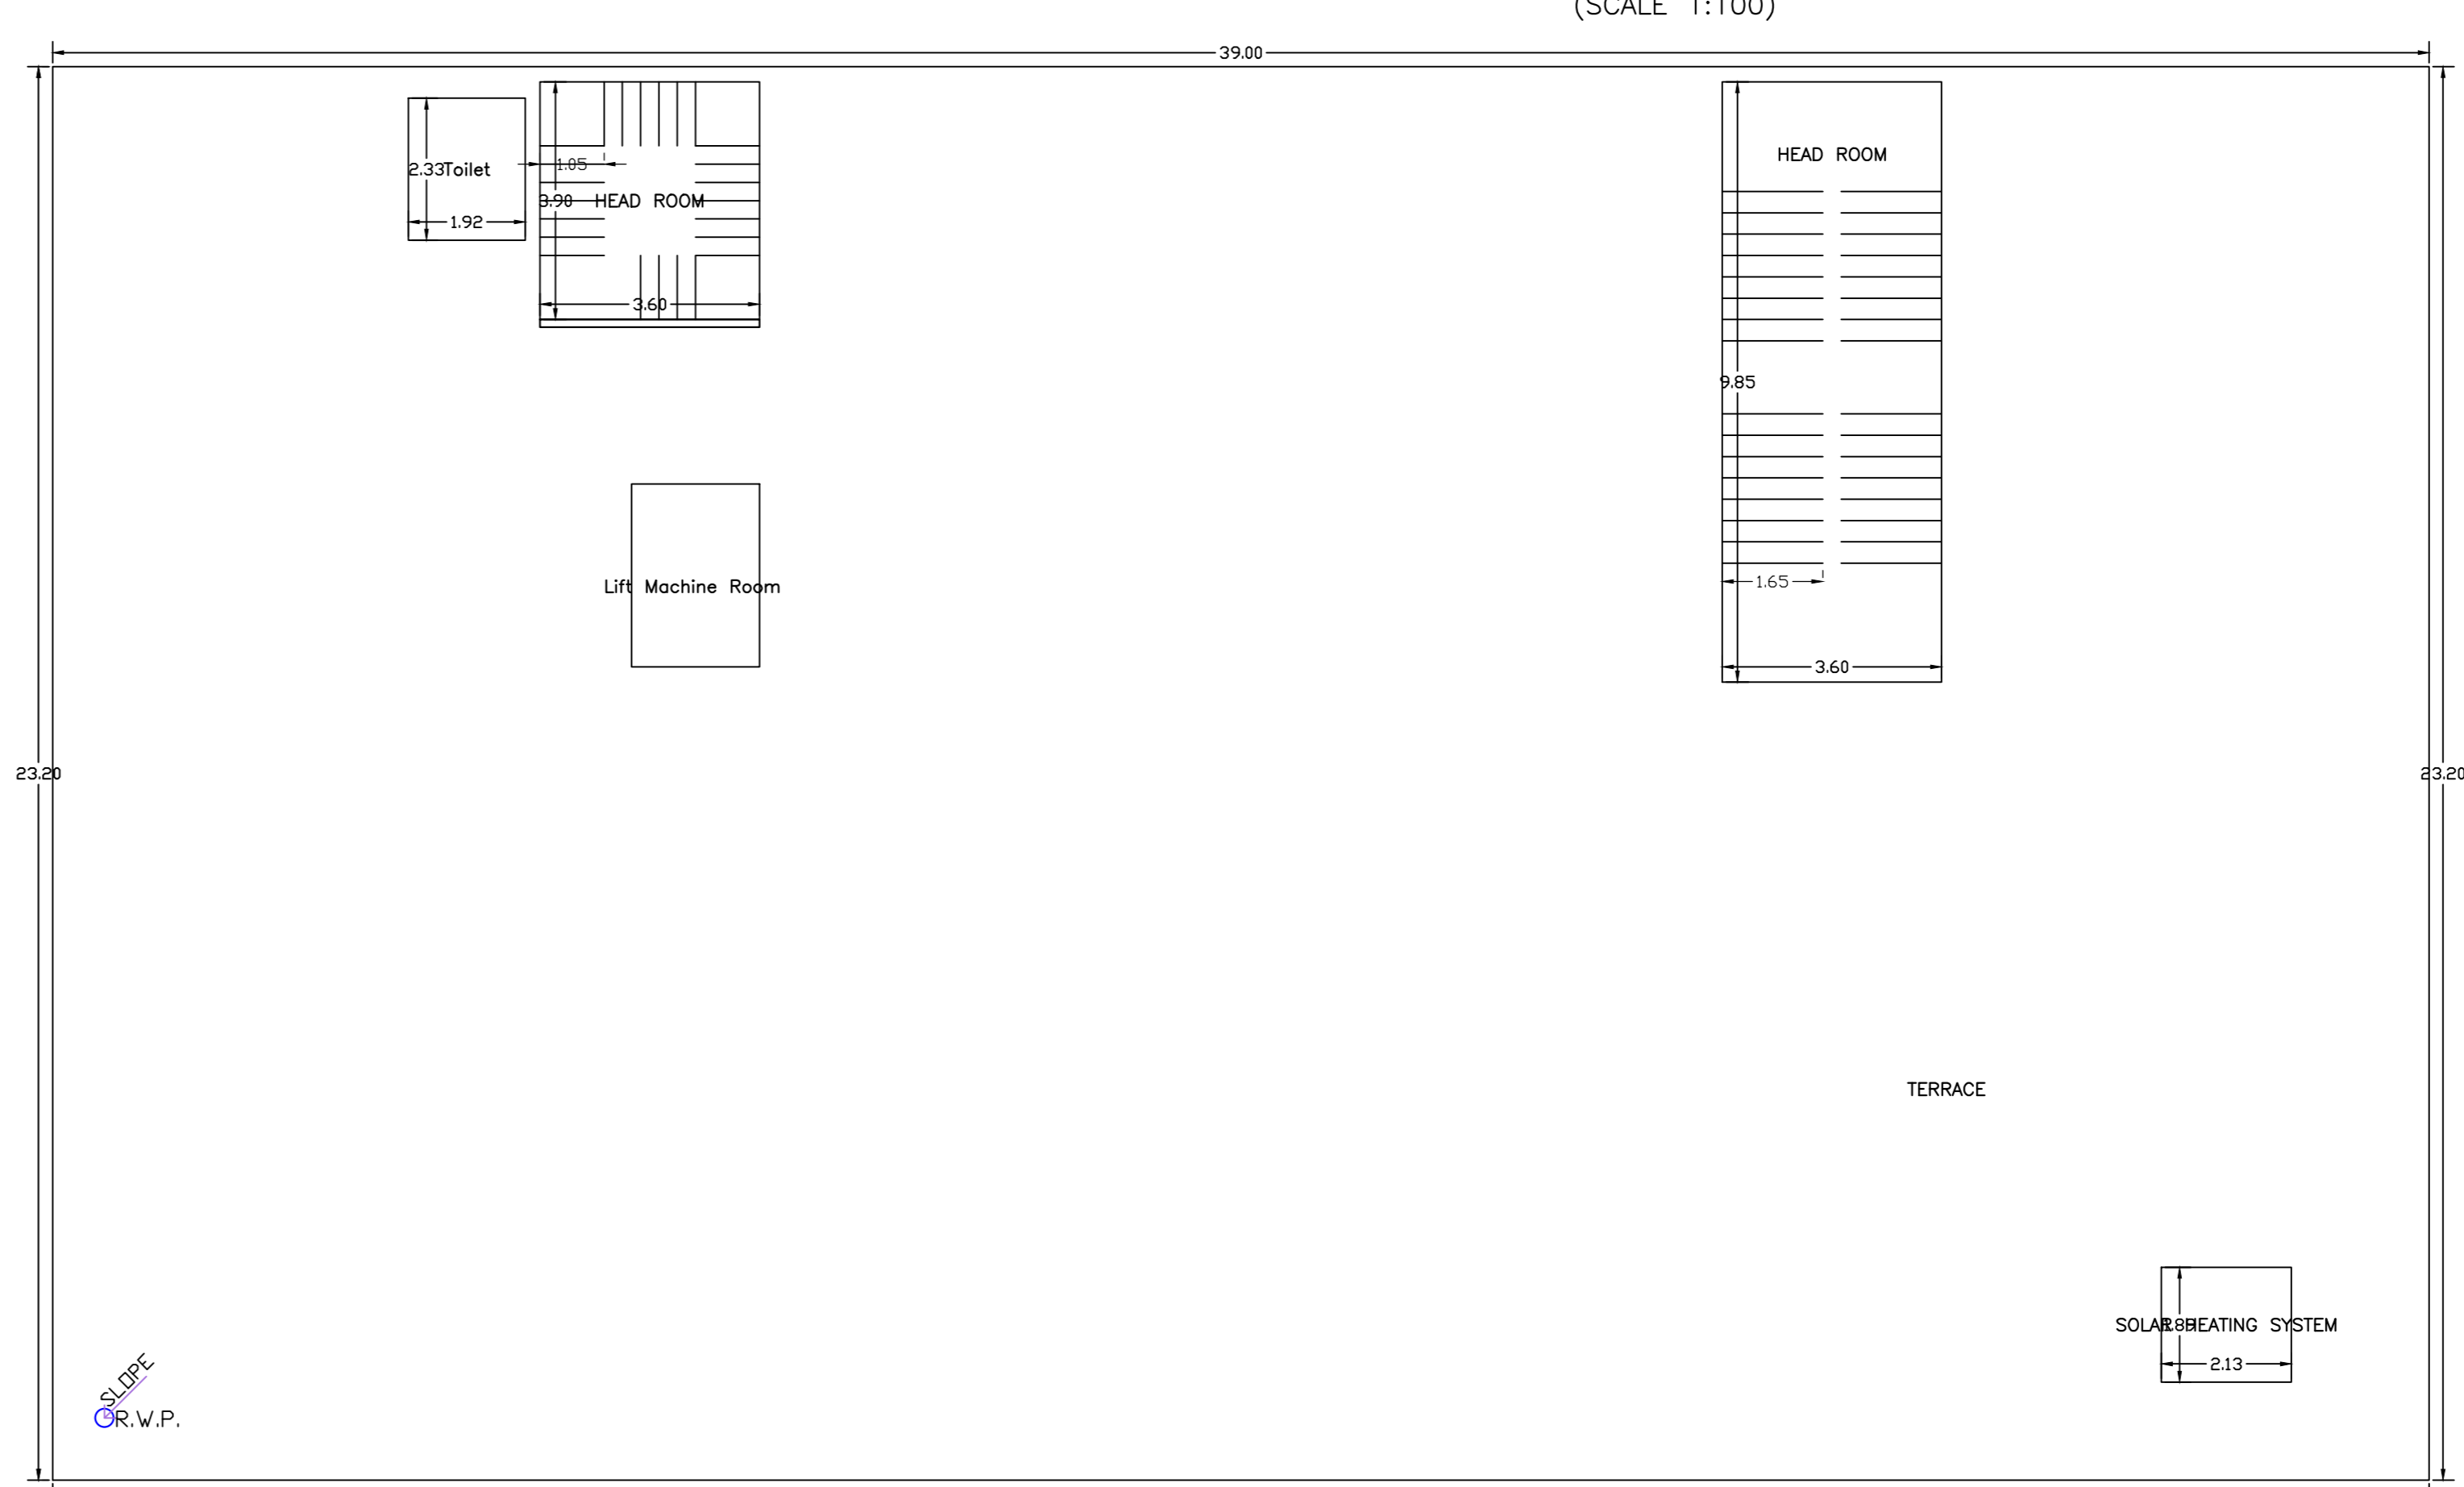 (SCALE 1:100)
39.00
HEAD ROOM
1.05
2.33 Toilet
3.90 HEAD ROOM
1.92
3.60
9.85
1.65
Lift Machine Room
3.60
23.20
23.20
TERRACE
SOLAR HEATING SYSTEM
2.13
SLOPE
R.W.P.